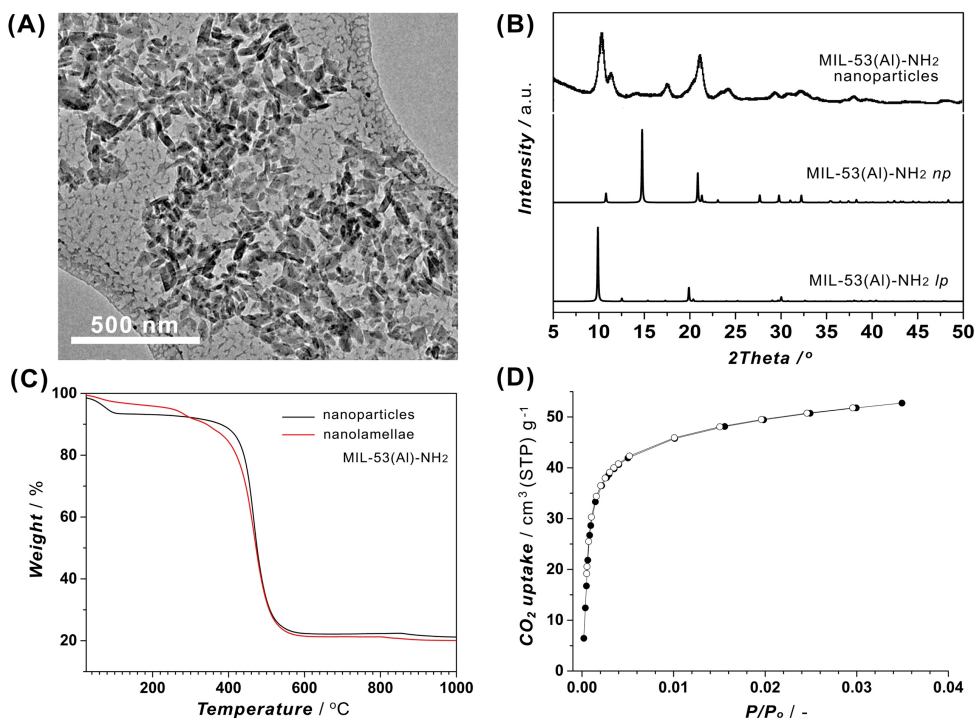 (A)
500 nm
(B)
Intensity / a.u.
MIL-53(Al)-NH2
nanoparticles
MIL-53(Al)-NH2 np
MIL-53(Al)-NH2 lp
5 10 15 20 25 30 35 40 45 50
2Theta / º
(C)
Weight / %
100
80
60
40
20
nanoparticles
nanolamellae
MIL-53(Al)-NH2
200 400 600 800 1000
Temperature / ºC
(D)
CO2 uptake / cm3 (STP) g-1
50
40
30
20
10
0
0.00 0.01 0.02 0.03 0.04
P/Po / -